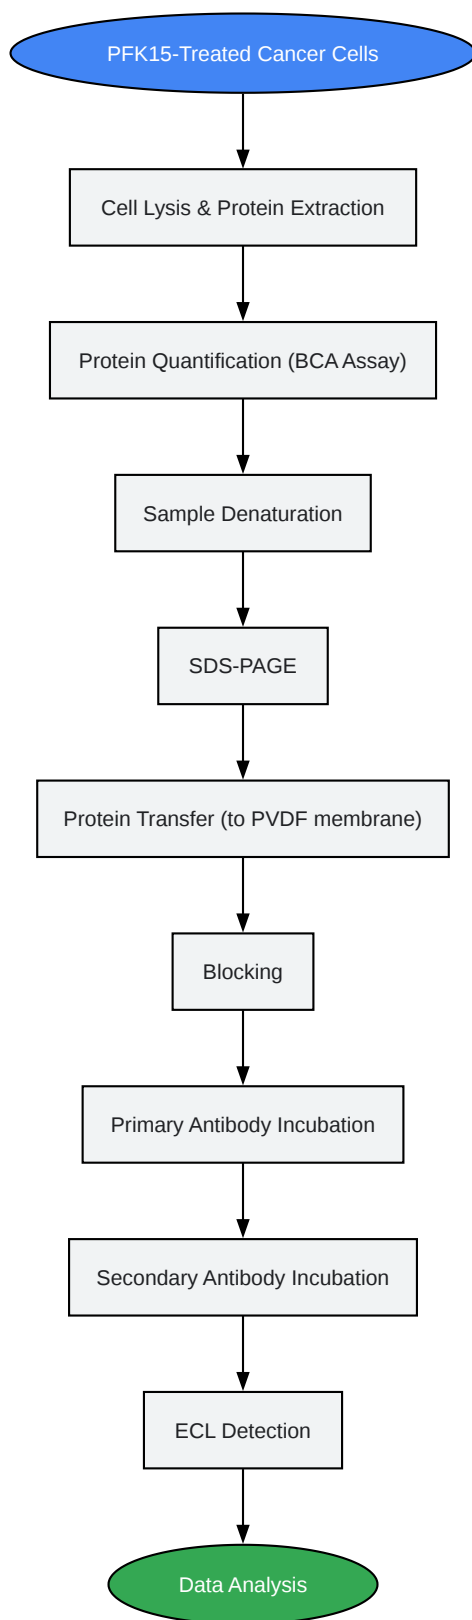 PFK15-Treated Cancer Cells
Cell Lysis & Protein Extraction
Protein Quantification (BCA Assay)
Sample Denaturation
SDS-PAGE
Protein Transfer (to PVDF membrane)
Blocking
Primary Antibody Incubation
Secondary Antibody Incubation
ECL Detection
Data Analysis